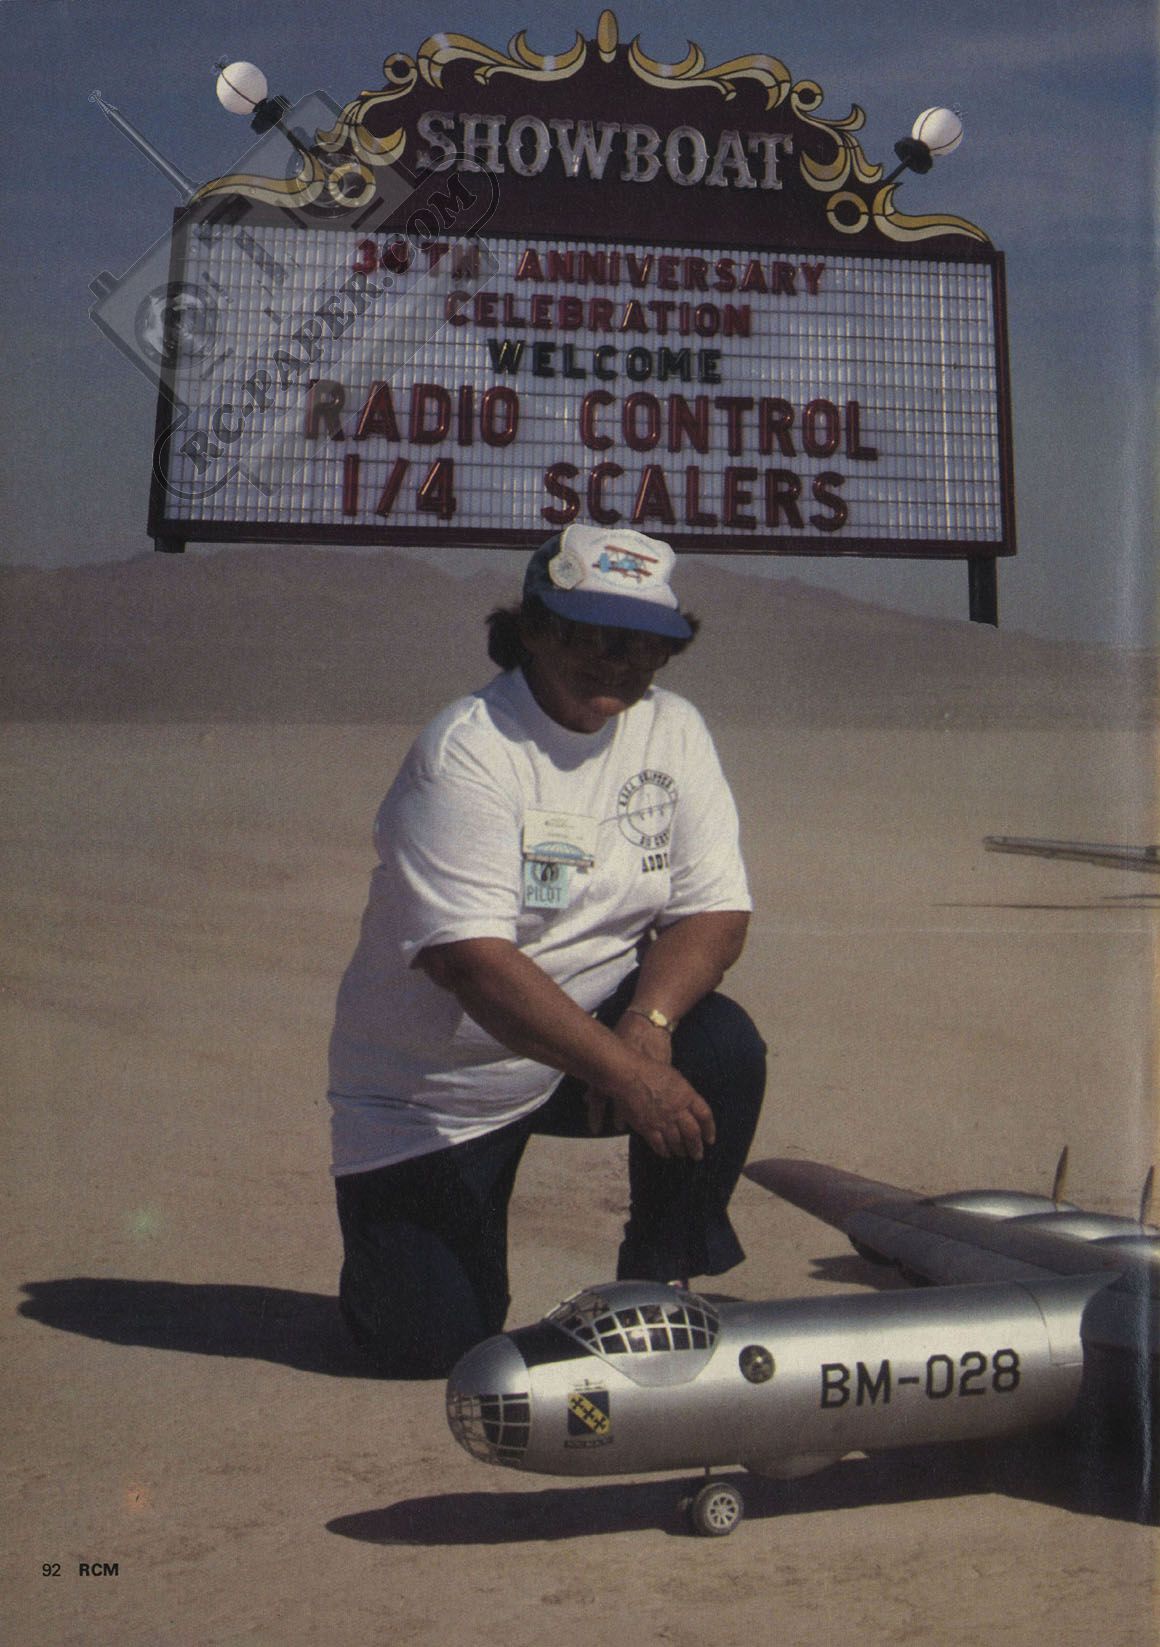 SHOWBOAT
30TH ANNIVERSARY
CELEBRATION
WELCOME
RADIO CONTROL
1/4 SCALERS
RC-PAPER.COM
PILOT
BM-028
92 RCM